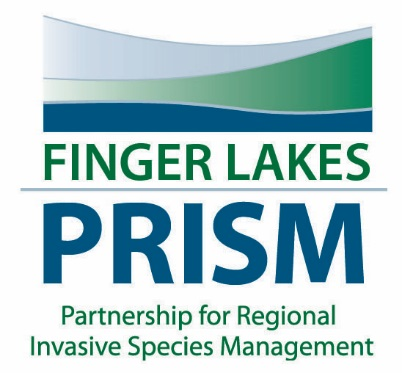 FINGER LAKES
PRISM
Partnership for Regional
Invasive Species Management